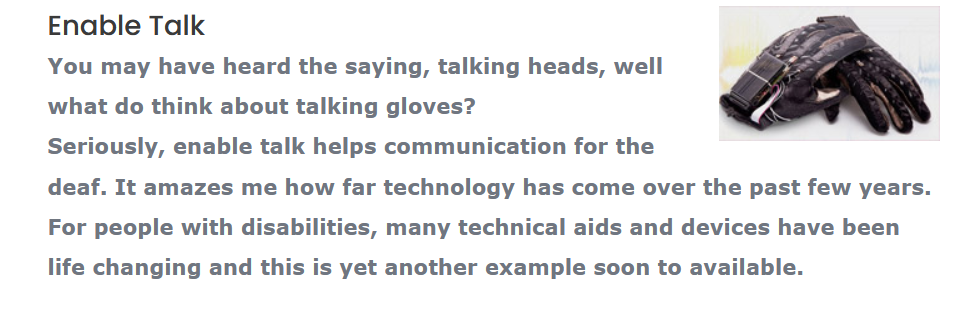 Enable Talk
You may have heard the saying, talking heads, well
what do think about talking gloves?
Seriously, enable talk helps communication for the
deaf. It amazes me how far technology has come over the past few years.
For people with disabilities, many technical aids and devices have been
life changing and this is yet another example soon to available.